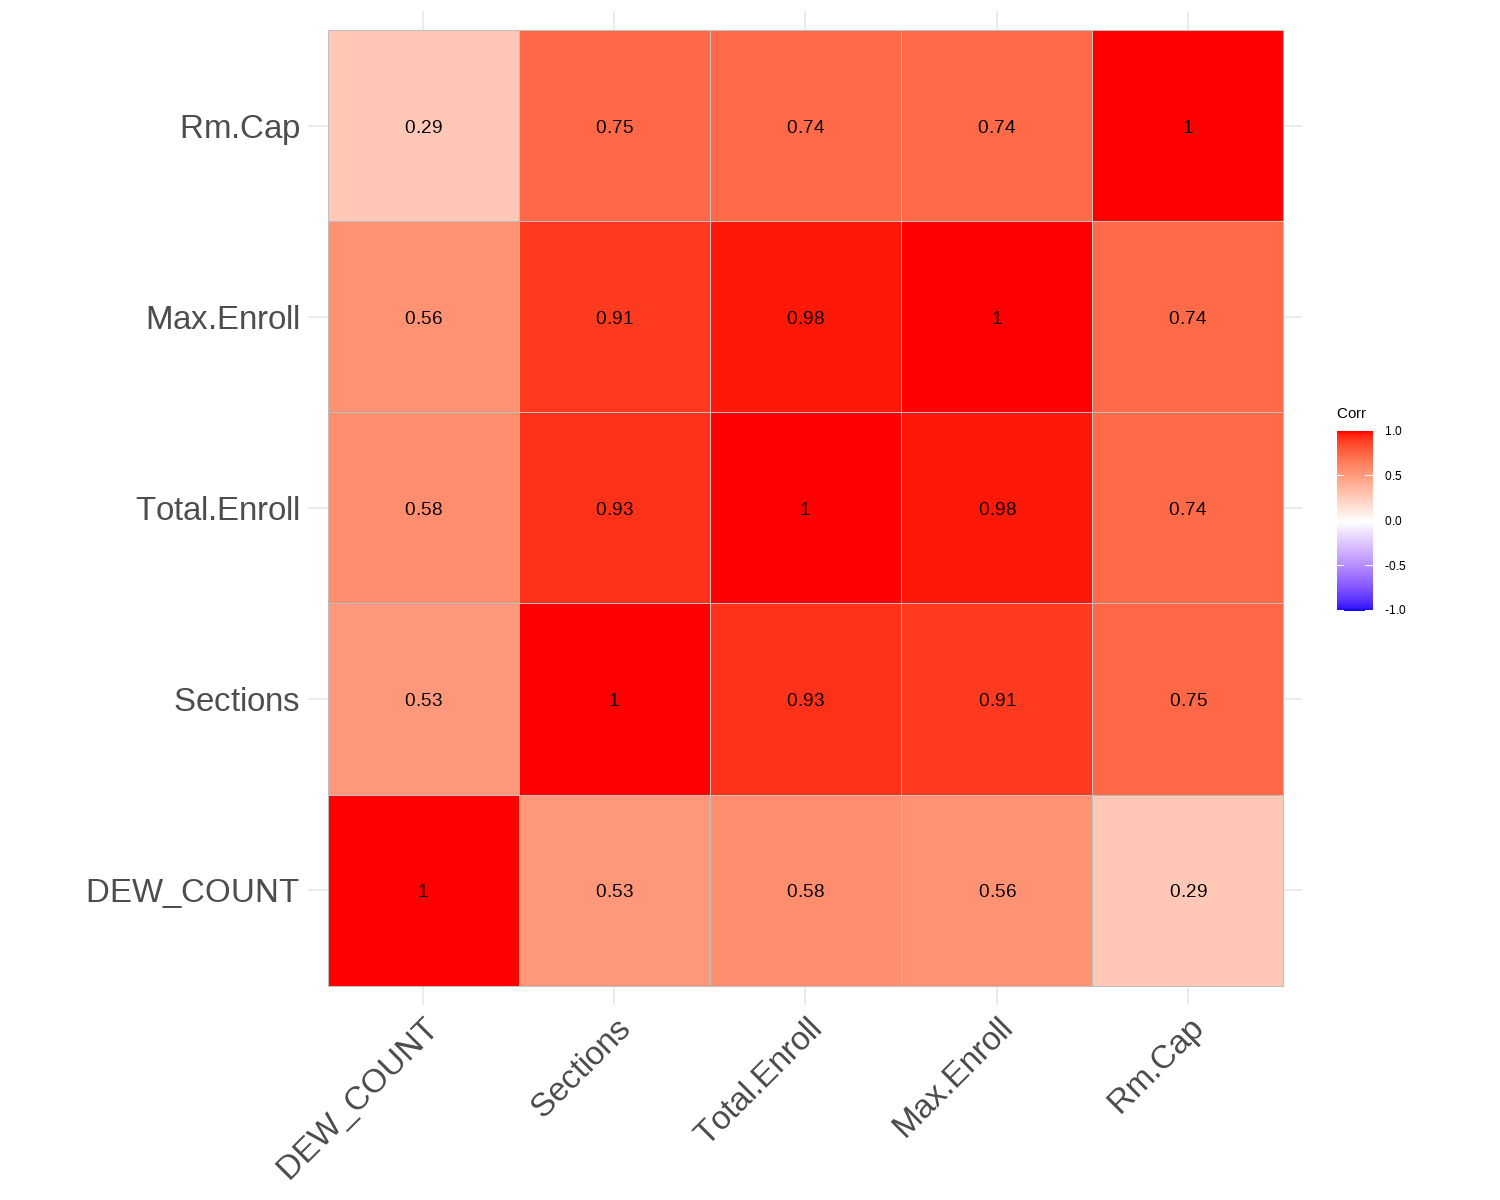 Rm.Cap 0.29 0.75 0.74 0.74 1
Max.Enroll 0.56 0.91 0.98 1 0.74
Total.Enroll 0.58 0.93 1 0.98 0.74
Sections 0.53 1 0.93 0.91 0.75
DEW_COUNT 1 0.53 0.58 0.56 0.29
DEW_COUNT Sections Total.Enroll Max.Enroll Rm.Cap
Corr
1.0
0.5
0.0
-0.5
-1.0